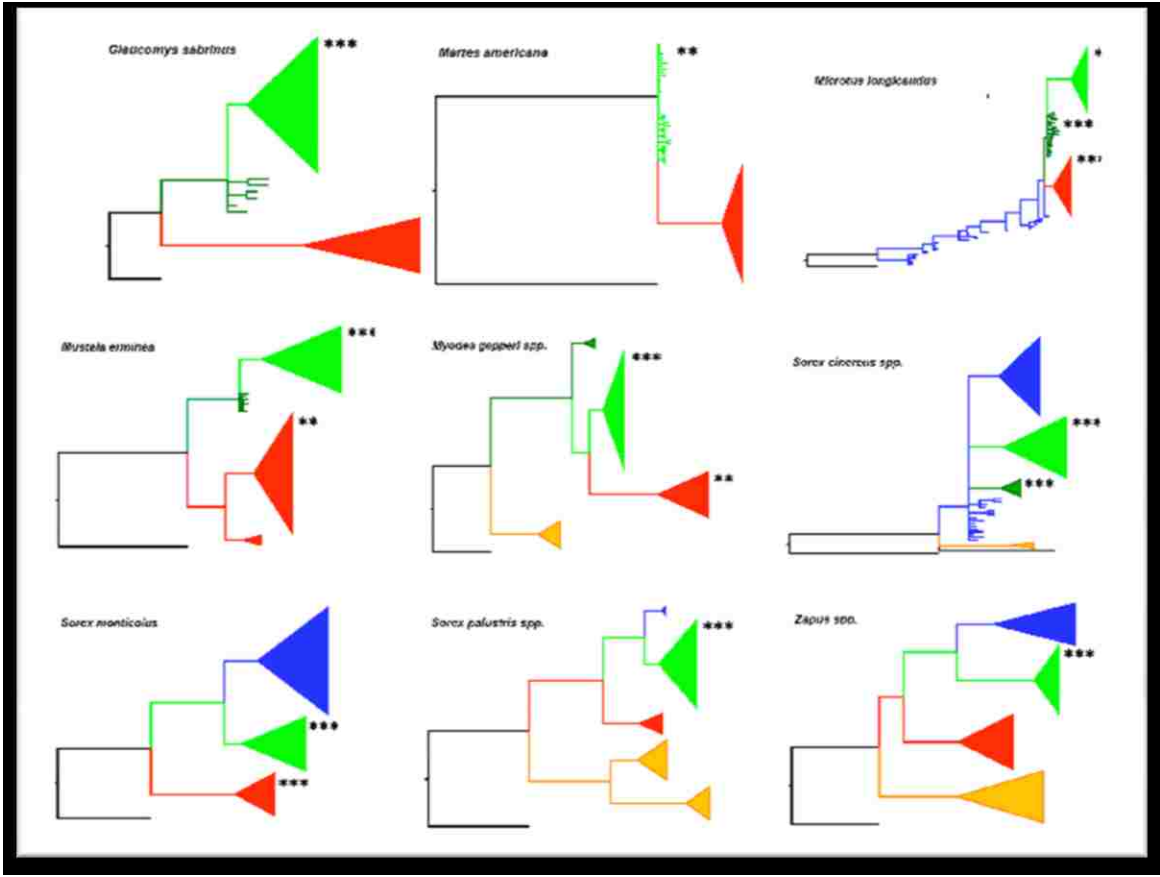 Glaucomys sabrinus ***
Martes americana **
Microtus longicaudus *
***
***
Mustela erminea ***
**
Myodes gapperi spp. ***
**
Sorex cinereus spp. ***
***
Sorex monticolus ***
***
Sorex palustris spp. ***
Zapus spp. ***